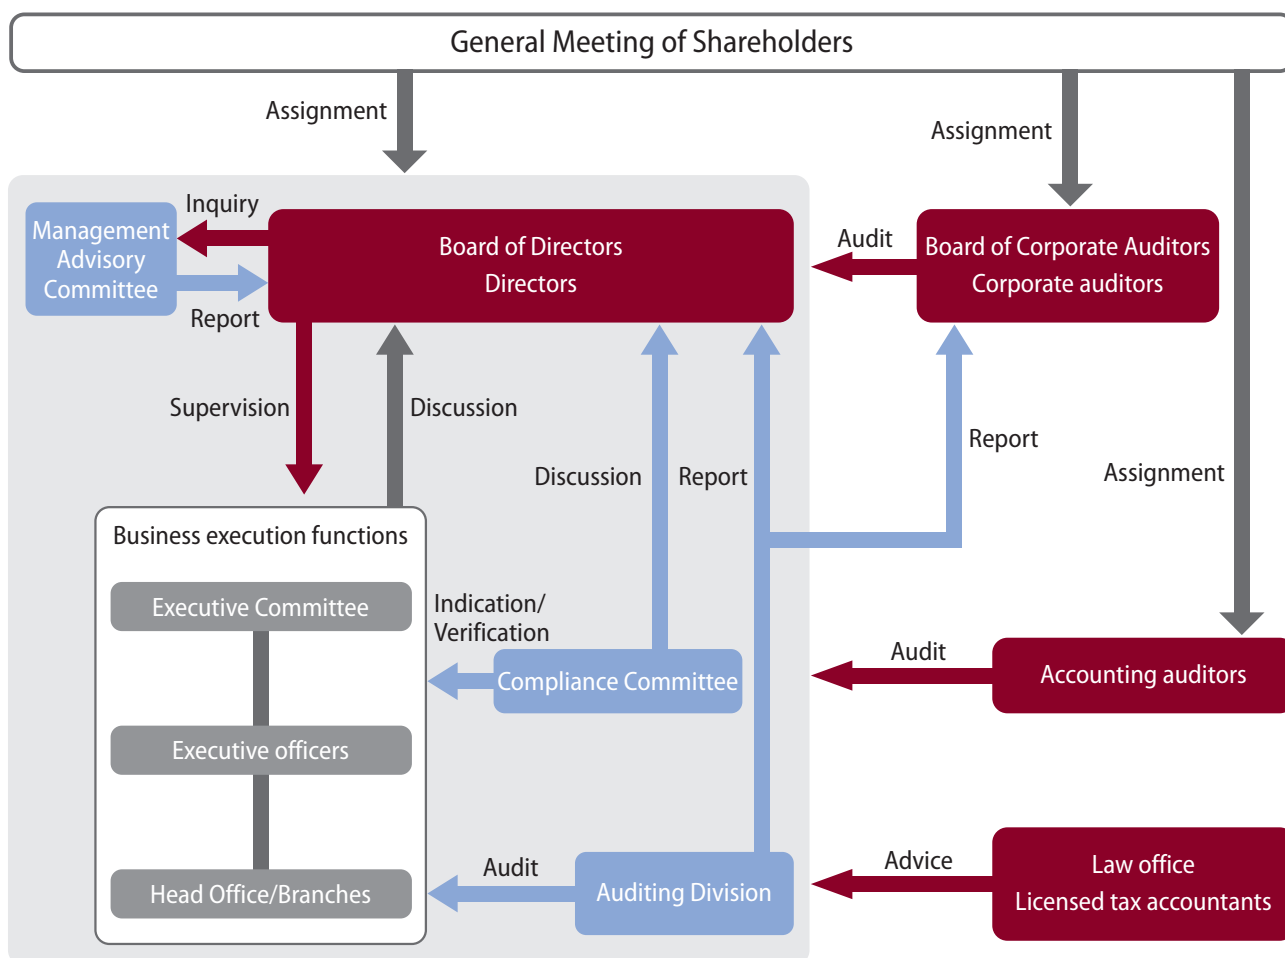 General Meeting of Shareholders
Assignment
Assignment
Inquiry
Management
Advisory
Committee
Report
Board of Directors
Directors
Audit
Board of Corporate Auditors
Corporate auditors
Supervision
Discussion
Discussion
Report
Report
Assignment
Business execution functions
Executive Committee
Indication/
Verification
Compliance Committee
Audit
Accounting auditors
Executive officers
Head Office/Branches
Audit
Auditing Division
Advice
Law office
Licensed tax accountants